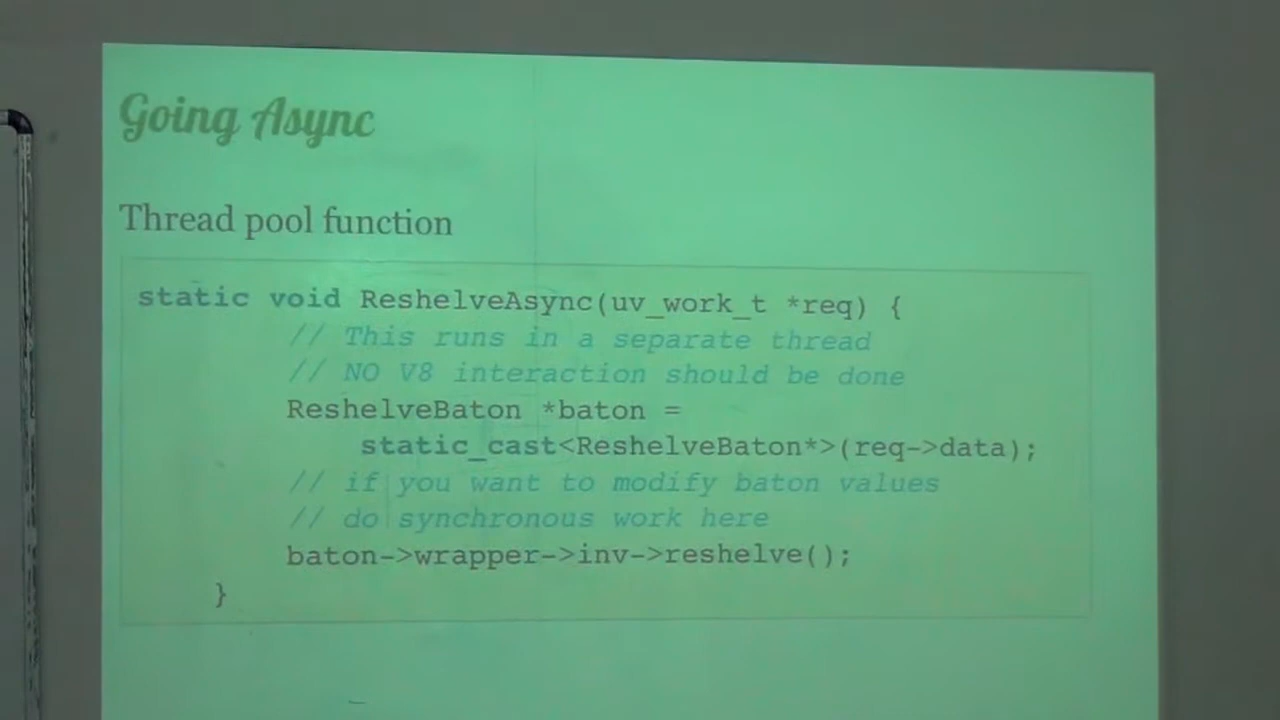 Going Async
Thread pool function
static void ReshelveAsync(uv_work_t *req) {
// This runs in a separate thread
// NO V8 interaction should be done
ReshelveBaton *baton =
static_cast<ReshelveBaton*>(req->data);
// if you want to modify baton values
// do synchronous work here
baton->wrapper->inv->reshelve();
}